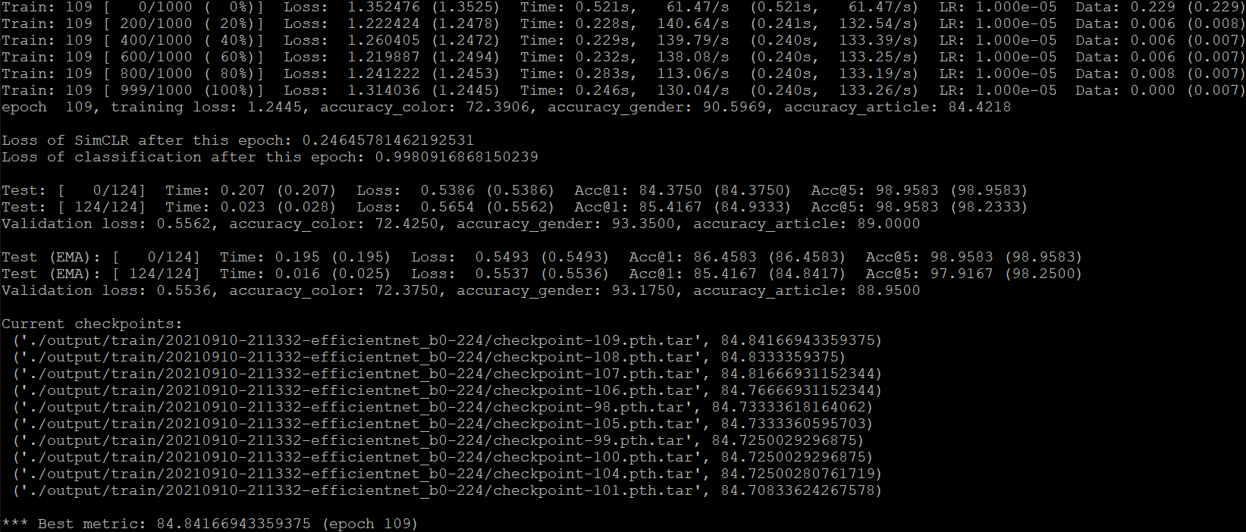 Train: 109 [   0/1000 (  0%)]  Loss:  1.352476 (1.3525)  Time: 0.521s,   61.47/s  (0.521s,   61.47/s)  LR: 1.000e-05  Data: 0.229 (0.229)
Train: 109 [ 200/1000 ( 20%)]  Loss:  1.222424 (1.2478)  Time: 0.228s,  140.64/s  (0.241s,  132.54/s)  LR: 1.000e-05  Data: 0.006 (0.008)
Train: 109 [ 400/1000 ( 40%)]  Loss:  1.260405 (1.2472)  Time: 0.229s,  139.79/s  (0.240s,  133.39/s)  LR: 1.000e-05  Data: 0.006 (0.007)
Train: 109 [ 600/1000 ( 60%)]  Loss:  1.219887 (1.2494)  Time: 0.232s,  138.08/s  (0.240s,  133.25/s)  LR: 1.000e-05  Data: 0.006 (0.007)
Train: 109 [ 800/1000 ( 80%)]  Loss:  1.241222 (1.2453)  Time: 0.283s,  113.06/s  (0.240s,  133.19/s)  LR: 1.000e-05  Data: 0.008 (0.007)
Train: 109 [ 999/1000 (100%)]  Loss:  1.314036 (1.2445)  Time: 0.246s,  130.04/s  (0.240s,  133.26/s)  LR: 1.000e-05  Data: 0.000 (0.007)
epoch  109, training loss: 1.2445, accuracy_color: 72.3906, accuracy_gender: 90.5969, accuracy_article: 84.4218
Loss of SimCLR after this epoch: 0.24645781462192531
Loss of classification after this epoch: 0.9980916868150239
Test: [   0/124]  Time: 0.207 (0.207)  Loss:  0.5386 (0.5386)  Acc@1: 84.3750 (84.3750)  Acc@5: 98.9583 (98.9583)
Test: [ 124/124]  Time: 0.023 (0.028)  Loss:  0.5654 (0.5562)  Acc@1: 85.4167 (84.9333)  Acc@5: 98.9583 (98.2333)
Validation loss: 0.5562, accuracy_color: 72.4250, accuracy_gender: 93.3500, accuracy_article: 89.0000
Test (EMA): [   0/124]  Time: 0.195 (0.195)  Loss:  0.5493 (0.5493)  Acc@1: 86.4583 (86.4583)  Acc@5: 98.9583 (98.9583)
Test (EMA): [ 124/124]  Time: 0.016 (0.025)  Loss:  0.5537 (0.5536)  Acc@1: 85.4167 (84.8417)  Acc@5: 97.9167 (98.2500)
Validation loss: 0.5536, accuracy_color: 72.3750, accuracy_gender: 93.1750, accuracy_article: 88.9500
Current checkpoints:
('./output/train/20210910-211332-efficientnet_b0-224/checkpoint-109.pth.tar', 84.84166943359375)
('./output/train/20210910-211332-efficientnet_b0-224/checkpoint-108.pth.tar', 84.8333359375)
('./output/train/20210910-211332-efficientnet_b0-224/checkpoint-107.pth.tar', 84.81666931152344)
('./output/train/20210910-211332-efficientnet_b0-224/checkpoint-106.pth.tar', 84.76666931152344)
('./output/train/20210910-211332-efficientnet_b0-224/checkpoint-98.pth.tar', 84.73333618164062)
('./output/train/20210910-211332-efficientnet_b0-224/checkpoint-105.pth.tar', 84.7333360595703)
('./output/train/20210910-211332-efficientnet_b0-224/checkpoint-99.pth.tar', 84.7250029296875)
('./output/train/20210910-211332-efficientnet_b0-224/checkpoint-100.pth.tar', 84.7250029296875)
('./output/train/20210910-211332-efficientnet_b0-224/checkpoint-104.pth.tar', 84.72500280761719)
('./output/train/20210910-211332-efficientnet_b0-224/checkpoint-101.pth.tar', 84.70833624267578)
*** Best metric: 84.84166943359375 (epoch 109)